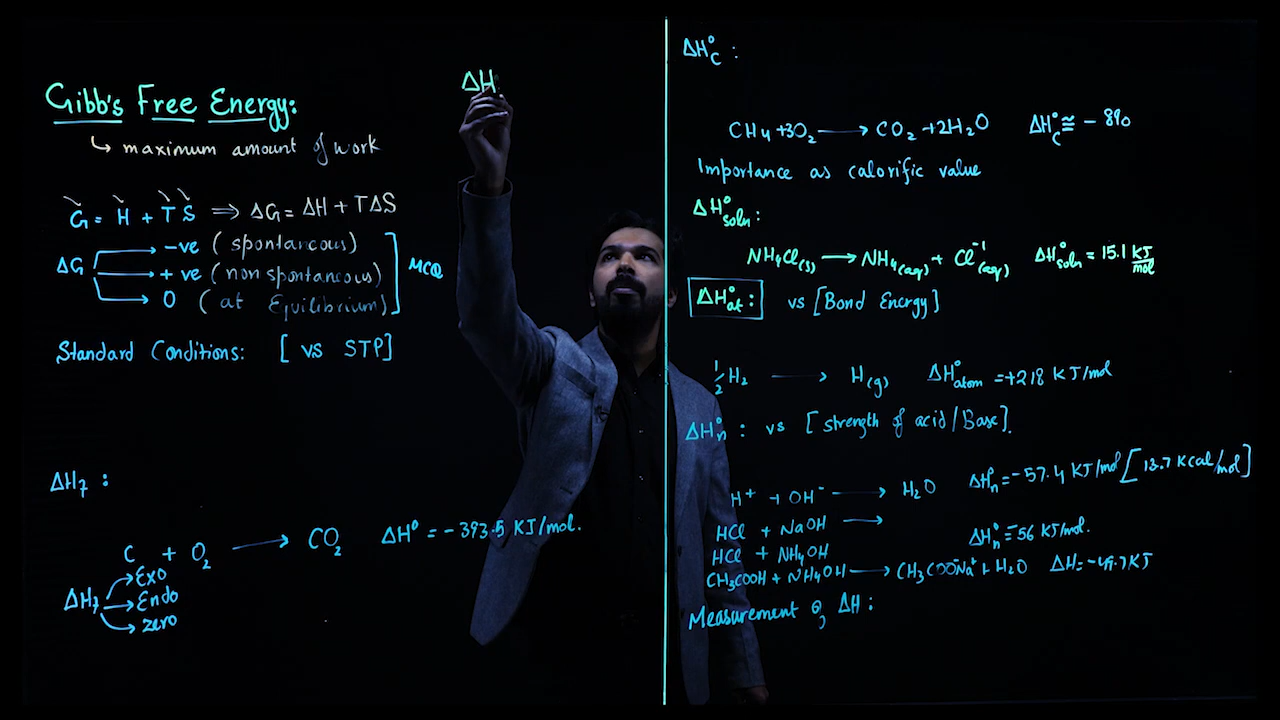 Gibb's Free Energy:
↳ maximum amount of work
G = H + TS ⇒ ΔG = ΔH + TΔS
ΔG → -ve (spontaneous)
→ +ve (non spontaneous) ] MCQ
→ 0 (at Equilibrium)
Standard Conditions: [vs STP]
ΔHf :
C + O₂ → CO₂ ΔH° = -393.5 KJ/mol.
ΔHf → Exo
→ Endo
→ zero
ΔH
ΔH°c :
CH4 + 3O₂ → CO₂ + 2H₂O ΔH°c ≅ - 890
Importance as calorific value
ΔH°soln :
NH4Cl(s) → NH4(aq) + Cl⁻¹(aq) ΔH°soln = 15.1 KJ/mol
ΔH°at : vs [Bond Energy]
½H₂ → H(g) ΔH°atom = +218 KJ/mol
ΔH°n : vs [strength of acid/Base].
H⁺ + OH⁻ → H₂O ΔH°n = -57.4 KJ/mol [13.7 Kcal/mol]
HCl + NaOH →
HCl + NH4OH ΔH°n = -56 KJ/mol.
CH3COOH + NH4OH → CH3COO⁻Na⁺ + H₂O ΔH = -49.7 KJ
Measurement of ΔH :